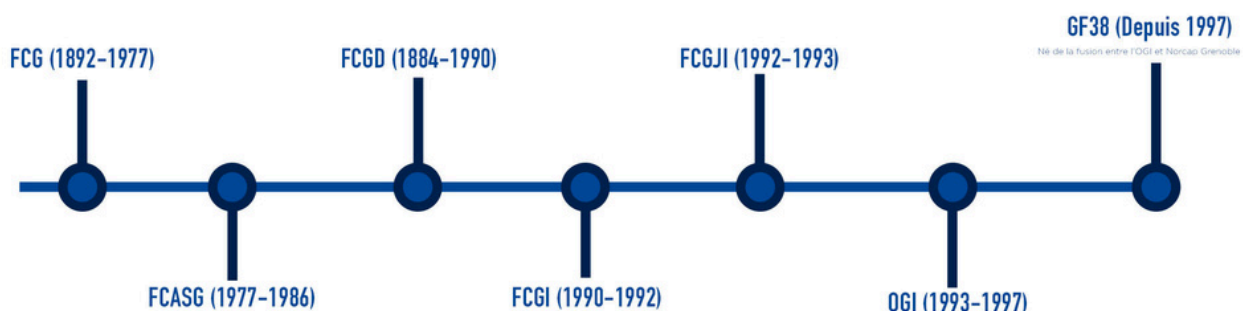 FCG (1892-1977)
FCASG (1977-1986)
FCGD (1884-1990)
FCGI (1990-1992)
FCGJI (1992-1993)
OGI (1993-1997)
GF38 (Depuis 1997)
Né de la fusion entre l'OGI et Norcap Grenoble